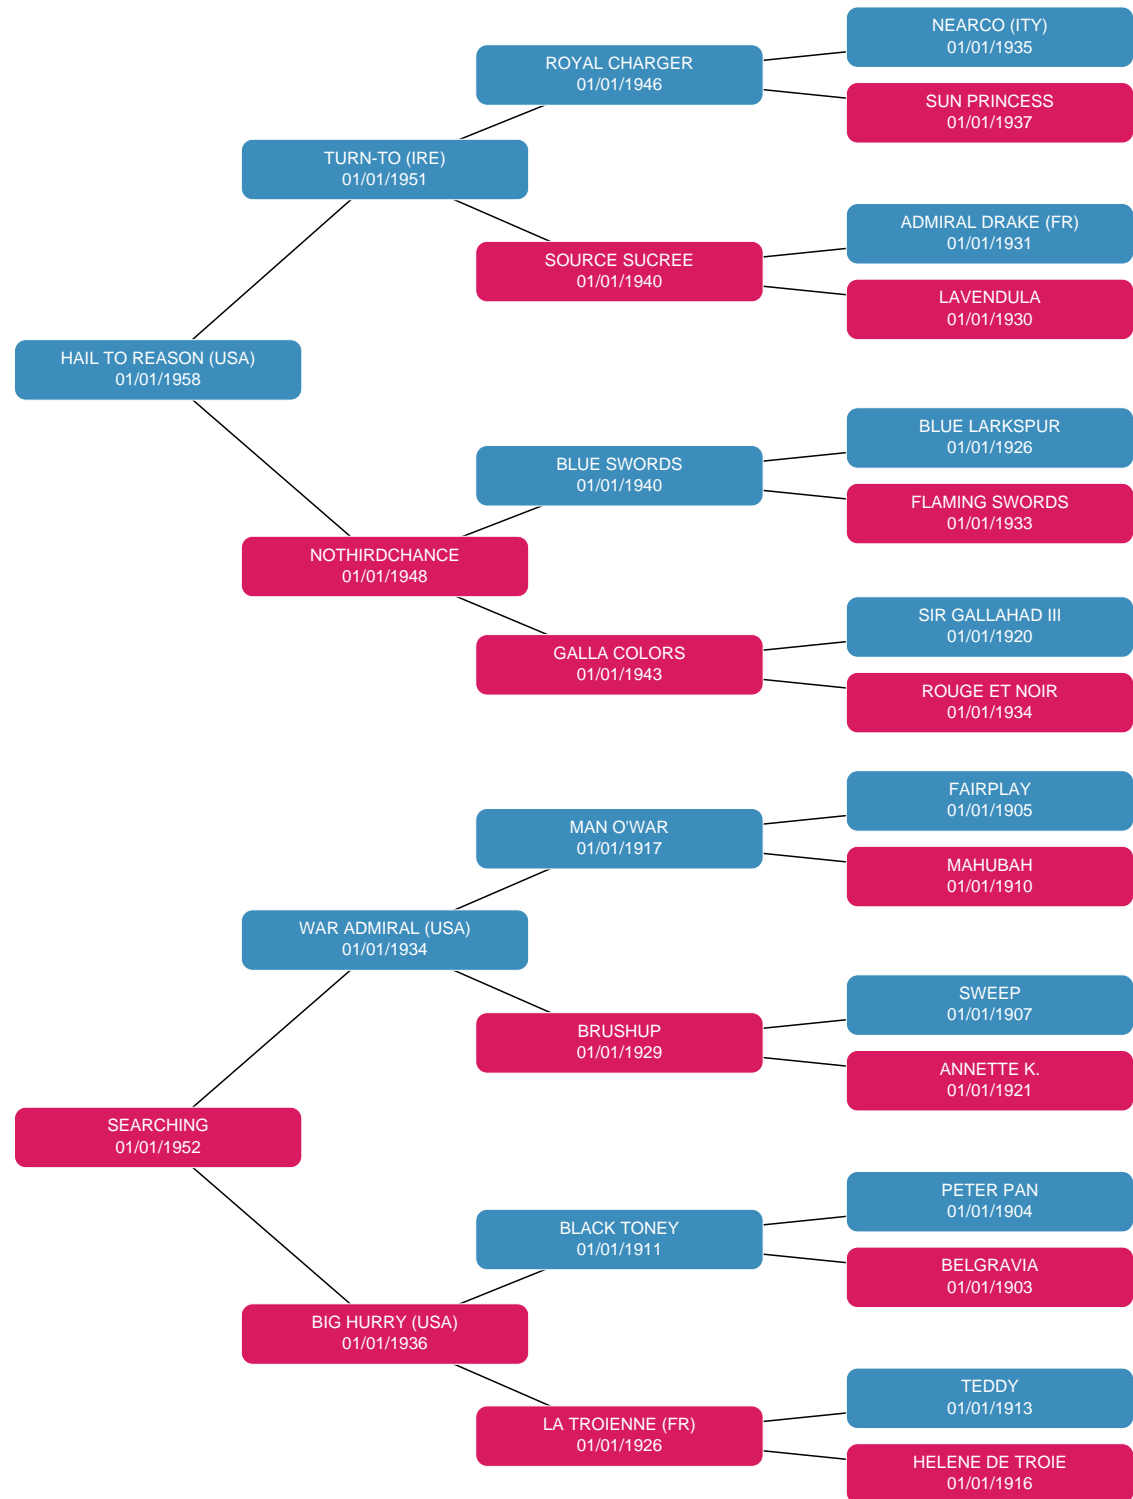 NEARCO (ITY)
01/01/1935
ROYAL CHARGER
01/01/1946
SUN PRINCESS
01/01/1937
TURN-TO (IRE)
01/01/1951
ADMIRAL DRAKE (FR)
01/01/1931
SOURCE SUCREE
01/01/1940
LAVENDULA
01/01/1930
HAIL TO REASON (USA)
01/01/1958
BLUE LARKSPUR
01/01/1926
BLUE SWORDS
01/01/1940
FLAMING SWORDS
01/01/1933
NOTHIRDCHANCE
01/01/1948
SIR GALLAHAD III
01/01/1920
GALLA COLORS
01/01/1943
ROUGE ET NOIR
01/01/1934
FAIRPLAY
01/01/1905
MAN O'WAR
01/01/1917
MAHUBAH
01/01/1910
WAR ADMIRAL (USA)
01/01/1934
SWEEP
01/01/1907
BRUSHUP
01/01/1929
ANNETTE K.
01/01/1921
SEARCHING
01/01/1952
PETER PAN
01/01/1904
BLACK TONEY
01/01/1911
BELGRAVIA
01/01/1903
BIG HURRY (USA)
01/01/1936
TEDDY
01/01/1913
LA TROIENNE (FR)
01/01/1926
HELENE DE TROIE
01/01/1916